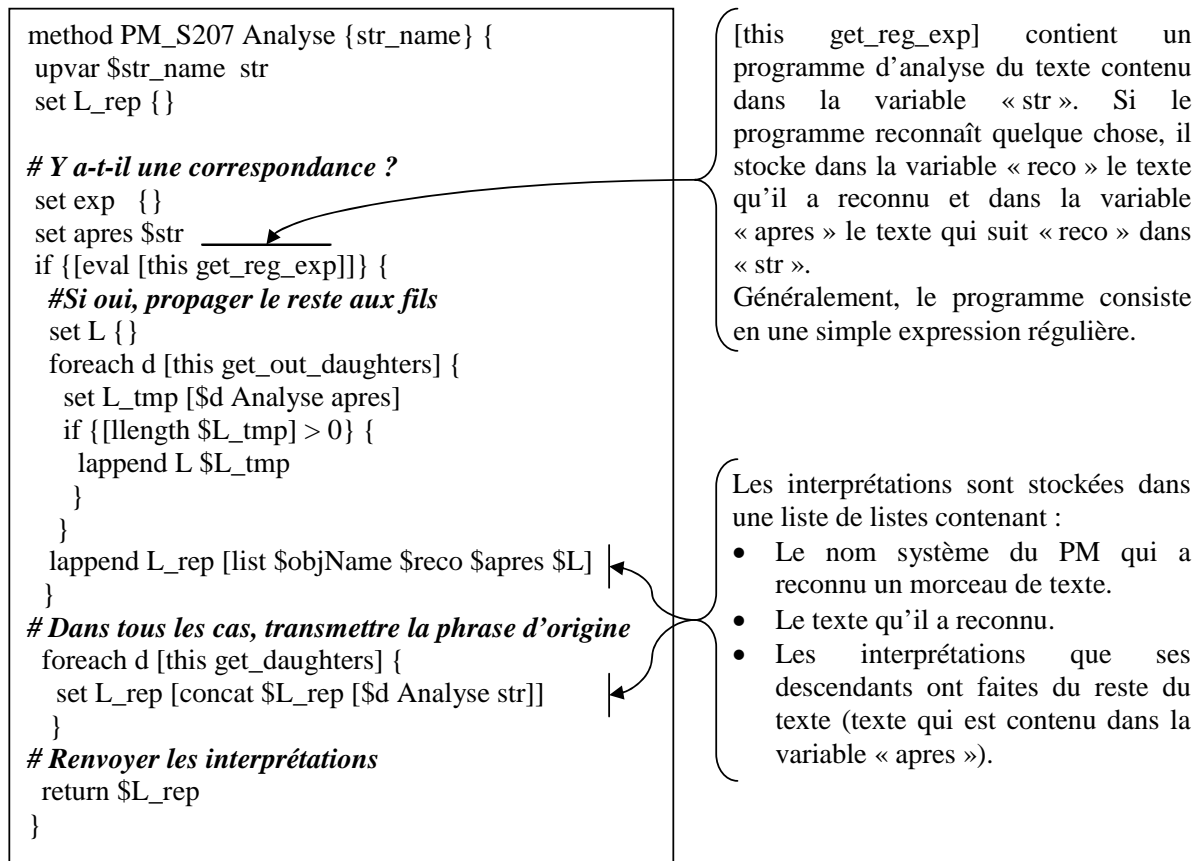 method PM_S207 Analyse {str_name} {
upvar $str_name str
set L_rep {}
# Y a-t-il une correspondance ?
set exp {}
set apres $str
if {[eval [this get_reg_exp]]} {
#Si oui, propager le reste aux fils
set L {}
foreach d [this get_out_daughters] {
set L_tmp [$d Analyse apres]
if {[llength $L_tmp] > 0} {
lappend L $L_tmp
}
}
lappend L_rep [list $objName $reco $apres $L]
}
# Dans tous les cas, transmettre la phrase d'origine
foreach d [this get_daughters] {
set L_rep [concat $L_rep [$d Analyse str]]
}
# Renvoyer les interprétations
return $L_rep
}
[this get_reg_exp] contient un
programme d'analyse du texte contenu
dans la variable « str ». Si le
programme reconnaît quelque chose, il
stocke dans la variable « reco » le texte
qu'il a reconnu et dans la variable
« apres » le texte qui suit « reco » dans
« str ».
Généralement, le programme consiste
en une simple expression régulière.
Les interprétations sont stockées dans
une liste de listes contenant :
• Le nom système du PM qui a
reconnu un morceau de texte.
• Le texte qu'il a reconnu.
• Les interprétations que ses
descendants ont faites du reste du
texte (texte qui est contenu dans la
variable « apres »).